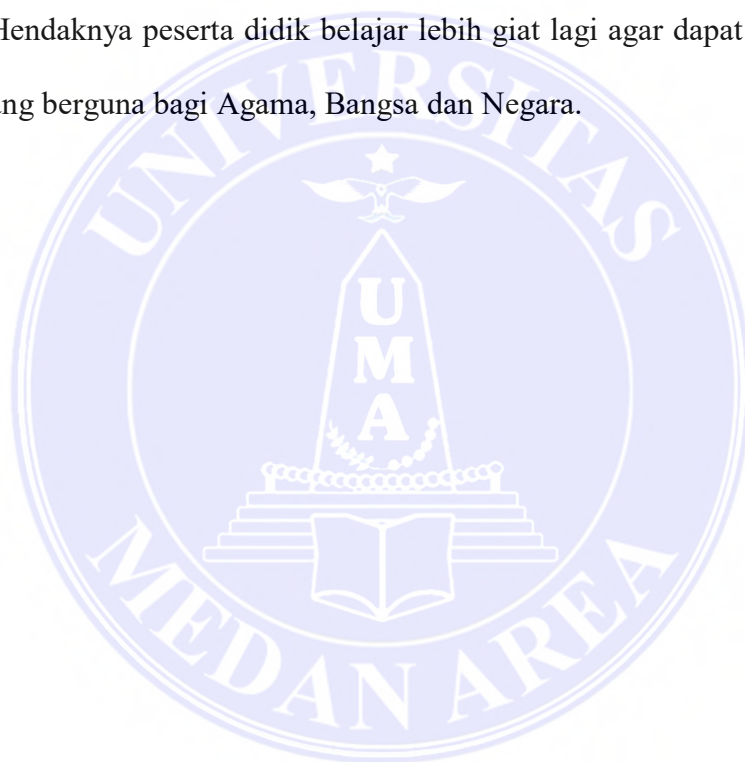 Hendaknya peserta didik belajar lebih giat lagi agar dapat
ang berguna bagi Agama, Bangsa dan Negara.
UNIVERSITAS
UMA
MEDAN AREA